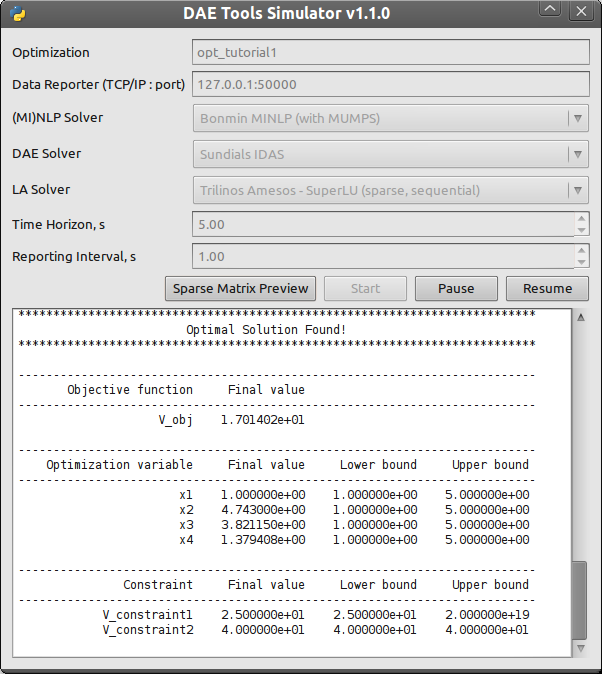 DAE Tools Simulator v1.1.0
Optimization opt_tutorial1
Data Reporter (TCP/IP : port) 127.0.0.1:50000
(MI)NLP Solver Bonmin MINLP (with MUMPS)
DAE Solver Sundials IDAS
LA Solver Trilinos Amesos - SuperLU (sparse, sequential)
Time Horizon, s 5.00
Reporting Interval, s 1.00
Sparse Matrix Preview Start Pause Resume
**************************************************************************
Optimal Solution Found!
**************************************************************************
--------------------------------------------------------------------------
Objective function Final value
--------------------------------------------------------------------------
V_obj 1.701402e+01
--------------------------------------------------------------------------
Optimization variable Final value Lower bound Upper bound
--------------------------------------------------------------------------
x1 1.000000e+00 1.000000e+00 5.000000e+00
x2 4.743000e+00 1.000000e+00 5.000000e+00
x3 3.821150e+00 1.000000e+00 5.000000e+00
x4 1.379408e+00 1.000000e+00 5.000000e+00
--------------------------------------------------------------------------
Constraint Final value Lower bound Upper bound
--------------------------------------------------------------------------
V_constraint1 2.500000e+01 2.500000e+01 2.000000e+19
V_constraint2 4.000000e+01 4.000000e+01 4.000000e+01